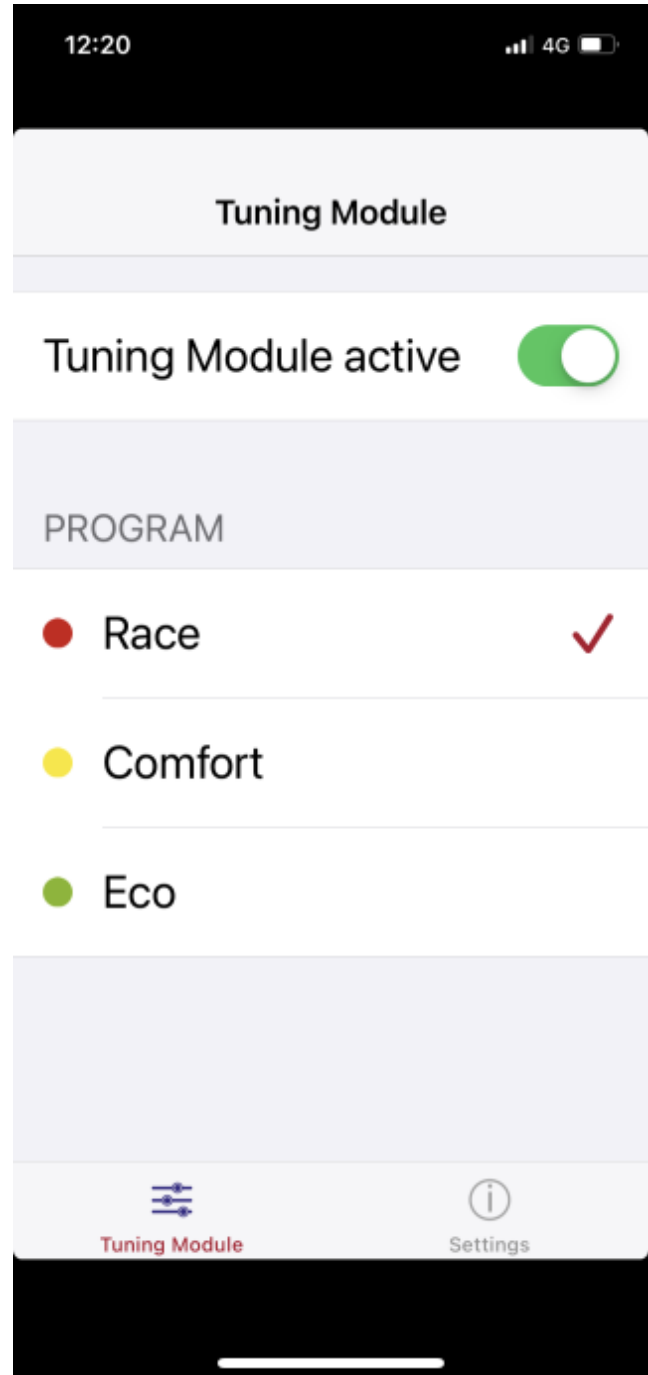 12:20 4G
Tuning Module
Tuning Module active
PROGRAM
Race
Comfort
Eco
Tuning Module Settings